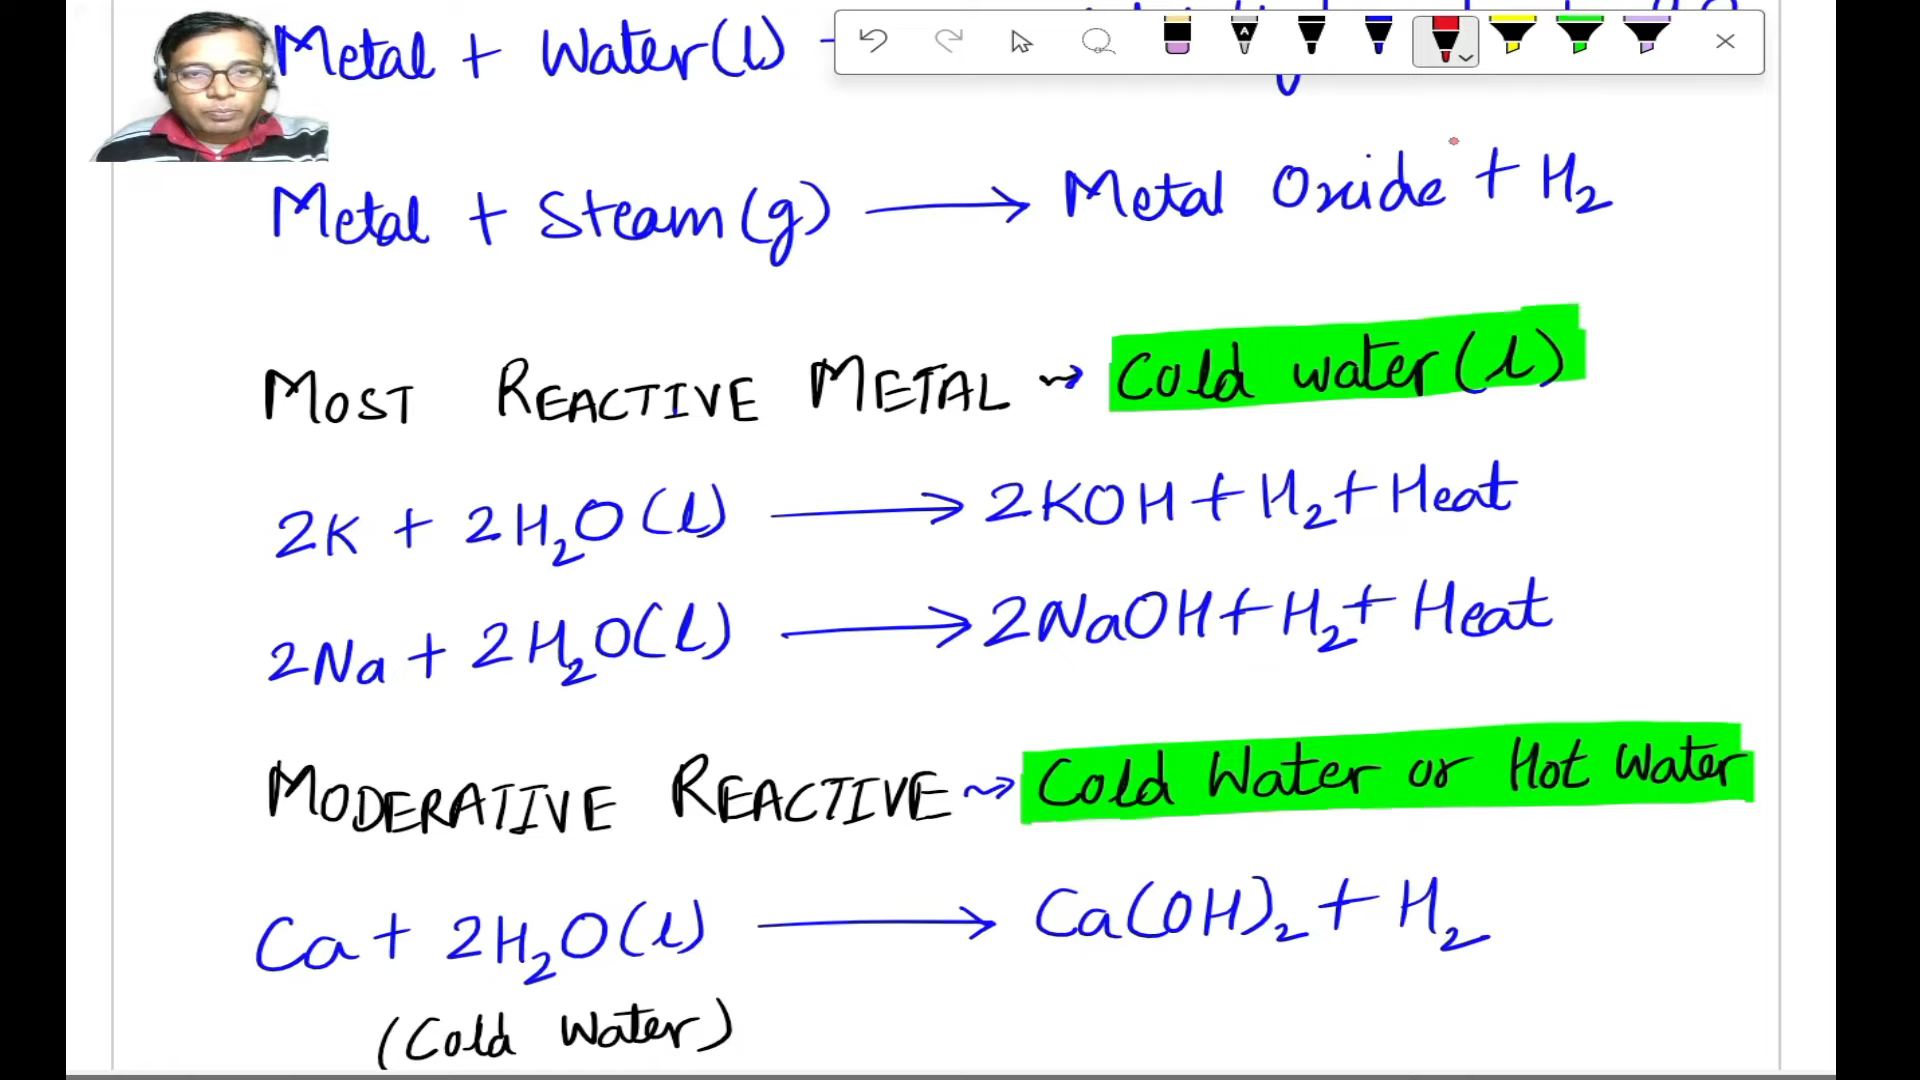 Metal + Water(l)
Metal + Steam(g) → Metal Oxide + H₂
MOST REACTIVE METAL ⇝ Cold water(l)
2K + 2H₂O(l) → 2KOH + H₂ + Heat
2Na + 2H₂O(l) → 2NaOH + H₂ + Heat
MODERATIVE REACTIVE ⇝ Cold Water or Hot Water
Ca + 2H₂O(l) → Ca(OH)₂ + H₂
(Cold Water)